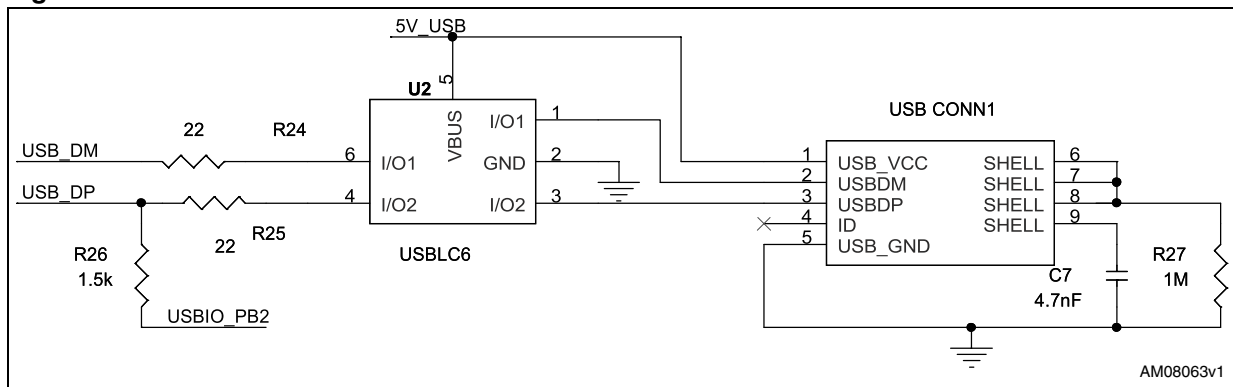 5V_USB
U2
5
VBUS
I/O1
1
6
I/O1
GND
2
4
I/O2
I/O2
3
USBLC6
USB_DM
22
R24
USB_DP
22
R25
R26
1.5k
USBIO_PB2
USB CONN1
1
USB_VCC
SHELL
6
2
USBDM
SHELL
7
3
USBDP
SHELL
8
4
ID
SHELL
9
5
USB_GND
C7
4.7nF
R27
1M
AM08063v1